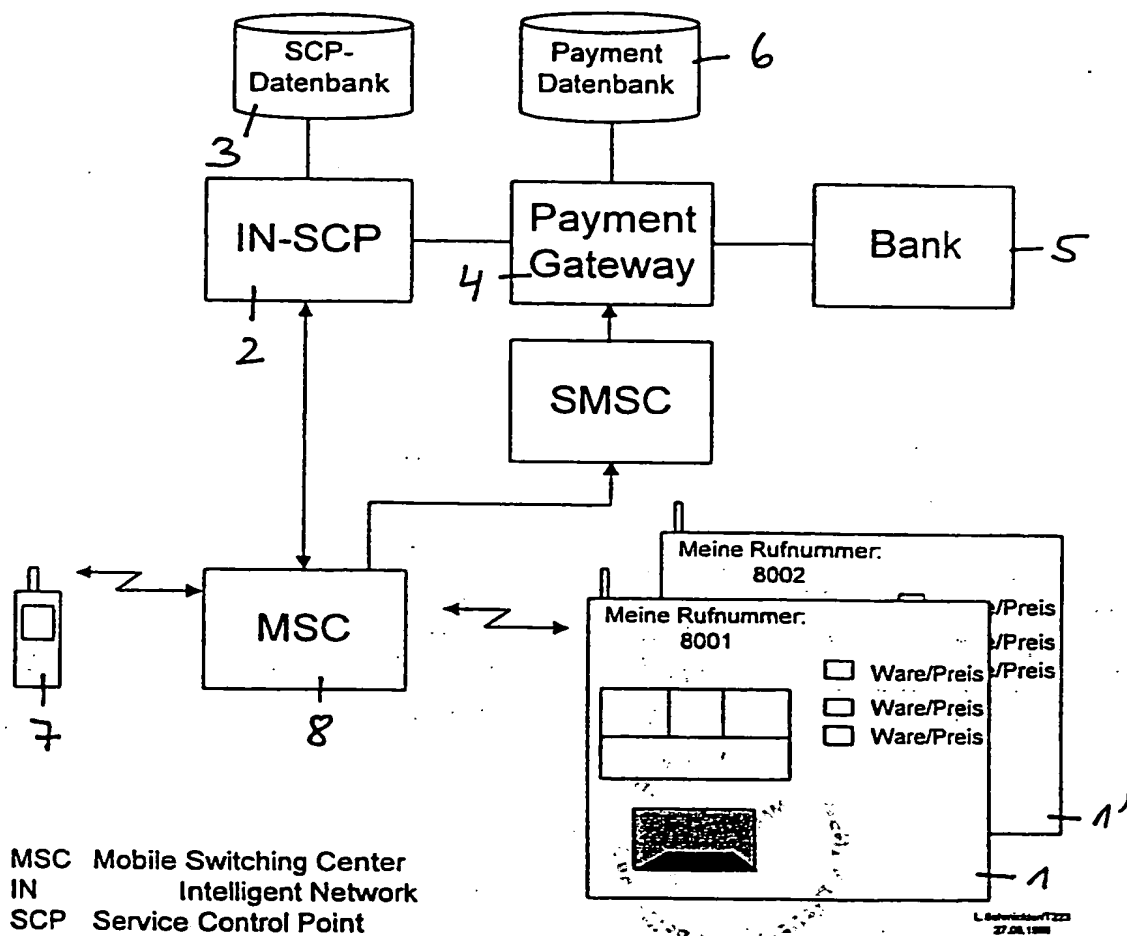 SCP-
Datenbank
3
Payment
Datenbank
6
IN-SCP
2
Payment
Gateway
4
Bank
5
SMSC
MSC
8
7
Meine Rufnummer:
8002
e/Preis
e/Preis
e/Preis
1'
Meine Rufnummer:
8001
Ware/Preis
Ware/Preis
Ware/Preis
1
MSC Mobile Switching Center
IN Intelligent Network
SCP Service Control Point